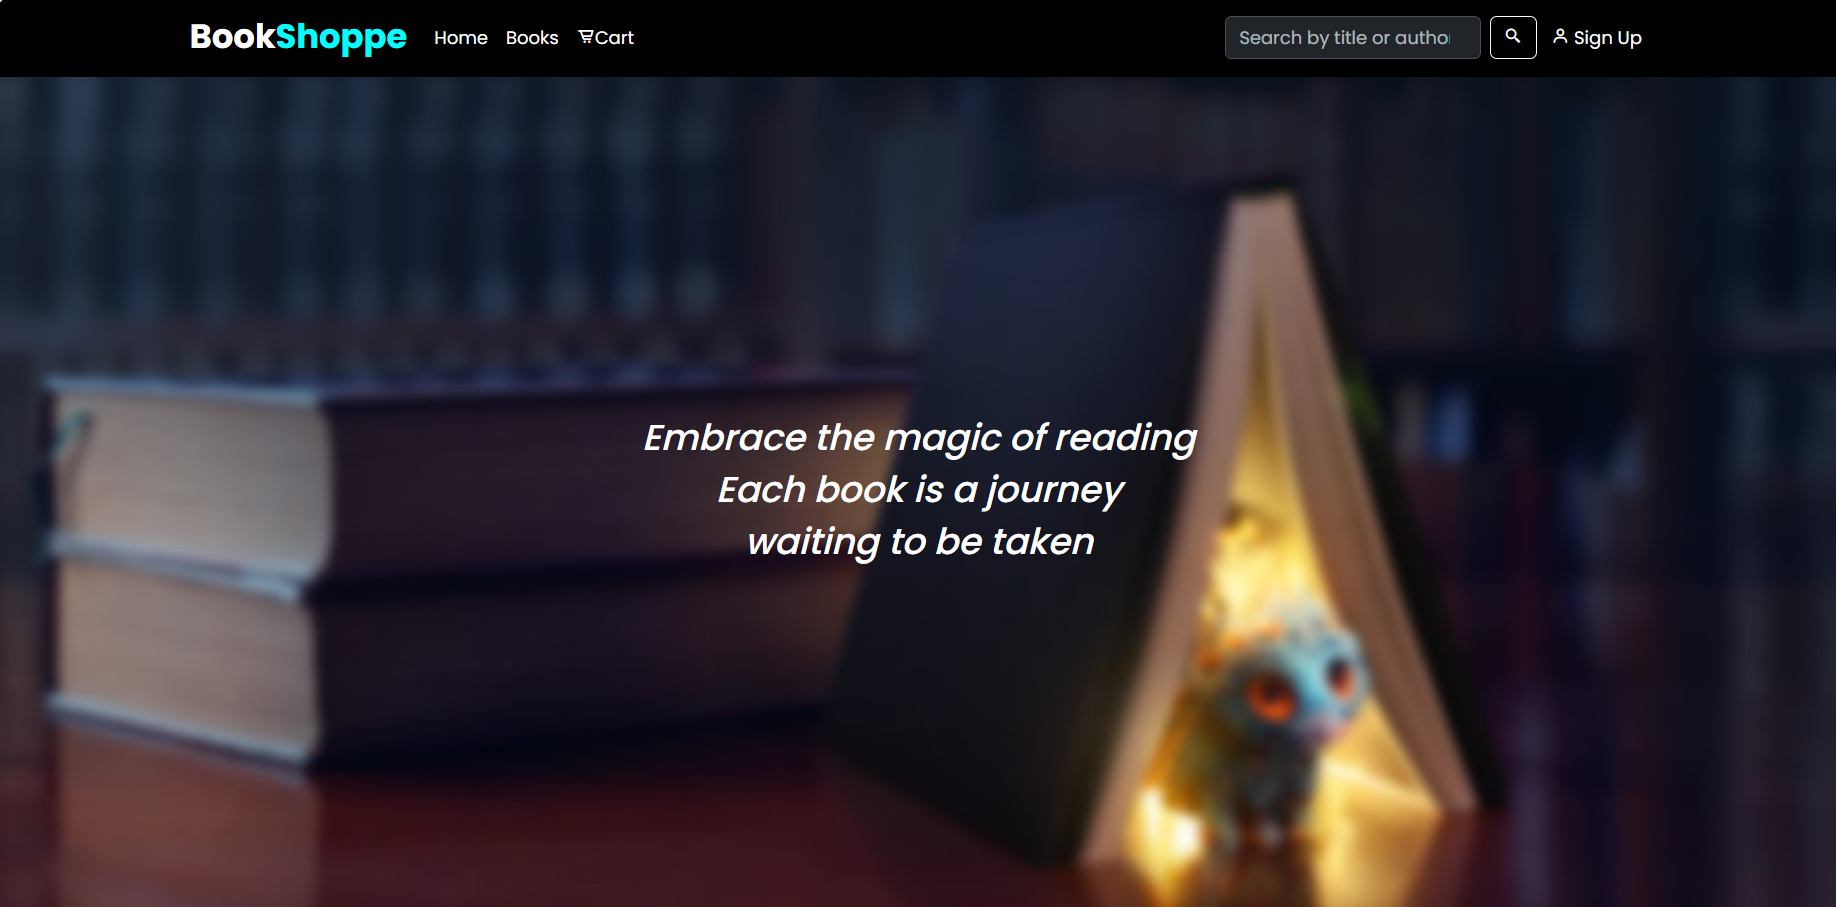 BookShoppe Home Books Cart Search by title or autho Sign Up
Embrace the magic of reading
Each book is a journey
waiting to be taken